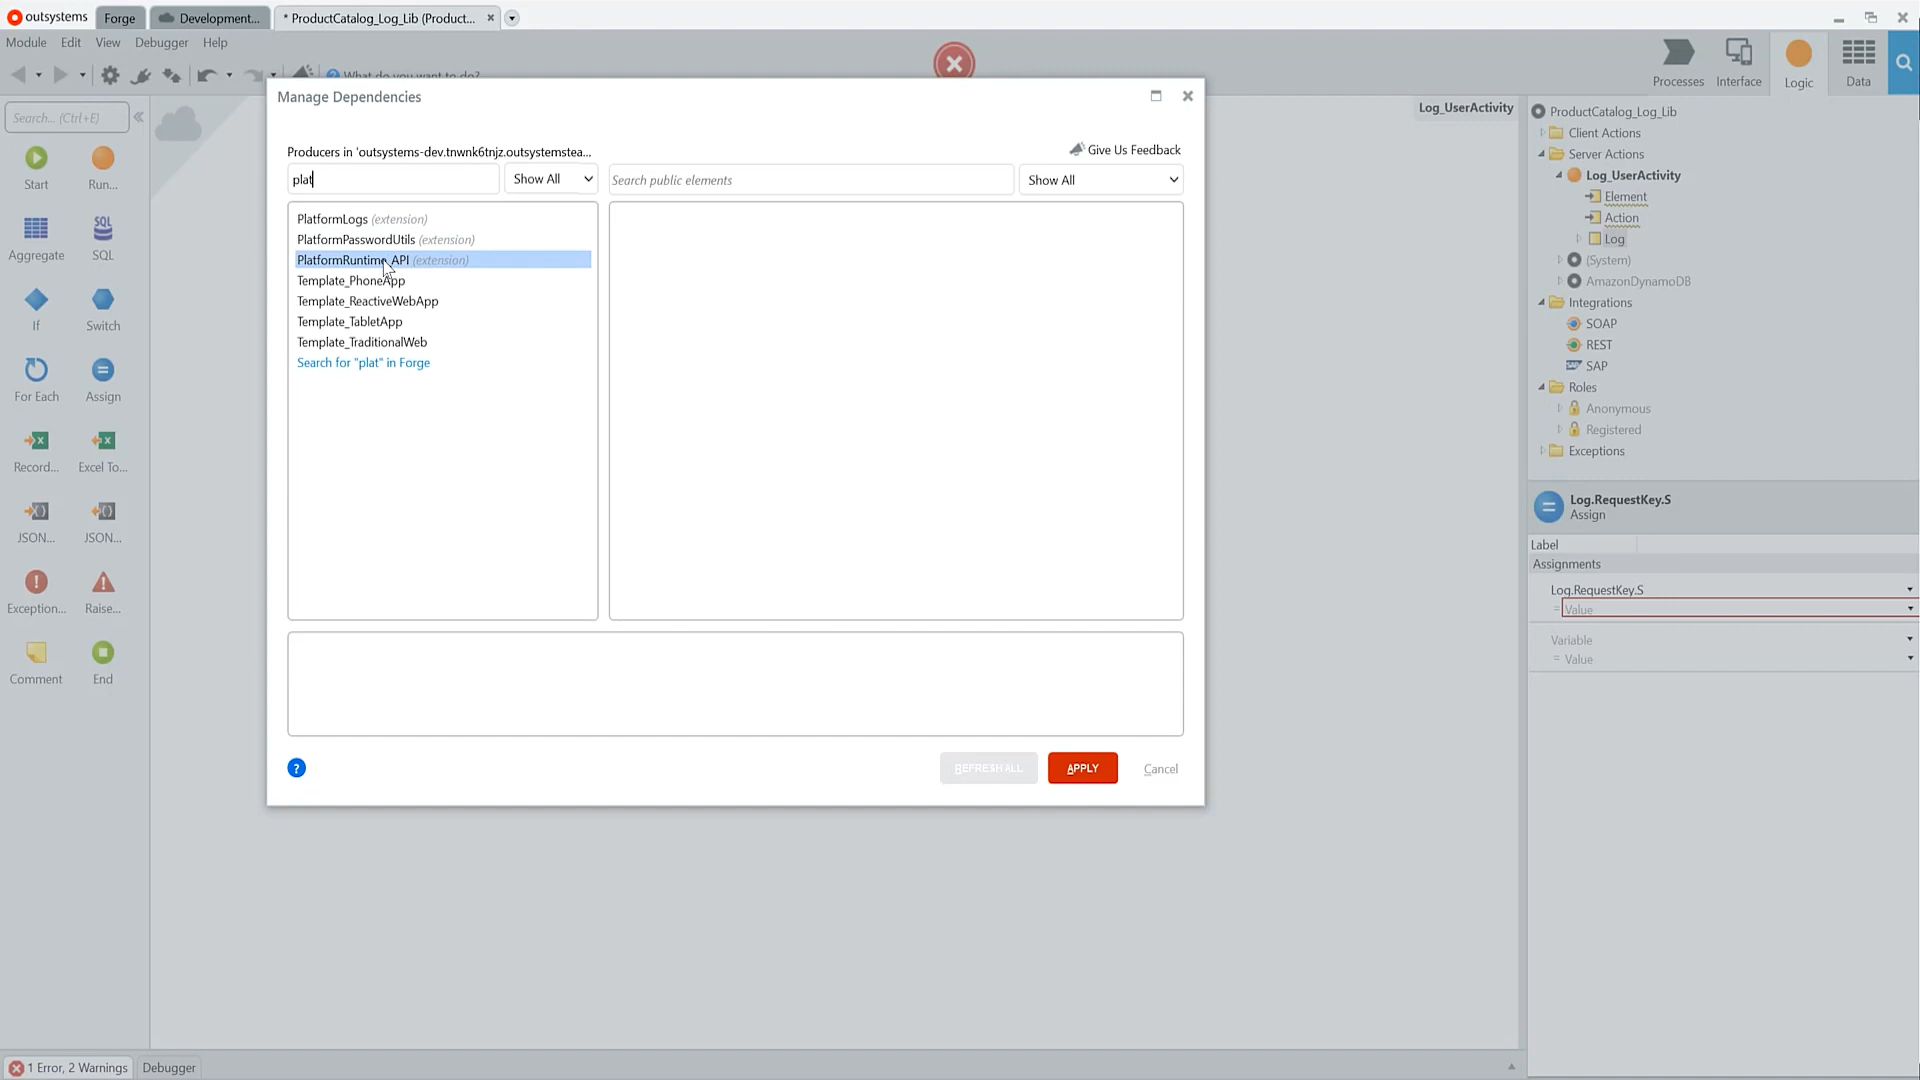 outsystems
Forge
Development...
* ProductCatalog_Log_Lib (Product...
Module Edit View Debugger Help
What do you want to do?
Processes
Interface
Logic
Data
Search... (Ctrl+E)
Start
Run...
Aggregate
SQL
SQL
If
Switch
For Each
Assign
Record...
Excel To...
JSON...
JSON...
Exception...
Raise...
Comment
End
Manage Dependencies
Producers in 'outsystems-dev.tnwnk6tnjz.outsystemstea...
Give Us Feedback
plat
Show All
Search public elements
Show All
PlatformLogs (extension)
PlatformPasswordUtils (extension)
PlatformRuntime_API (extension)
Template_PhoneApp
Template_ReactiveWebApp
Template_TabletApp
Template_TraditionalWeb
Search for "plat" in Forge
?
REFRESH ALL
APPLY
Cancel
Log_UserActivity
ProductCatalog_Log_Lib
Client Actions
Server Actions
Log_UserActivity
Element
Action
Log
(System)
AmazonDynamoDB
Integrations
SOAP
REST
SAP
Roles
Anonymous
Registered
Exceptions
Log.RequestKey.S
Assign
Label
Assignments
Log.RequestKey.S
= Value
Variable
= Value
1 Error, 2 Warnings
Debugger